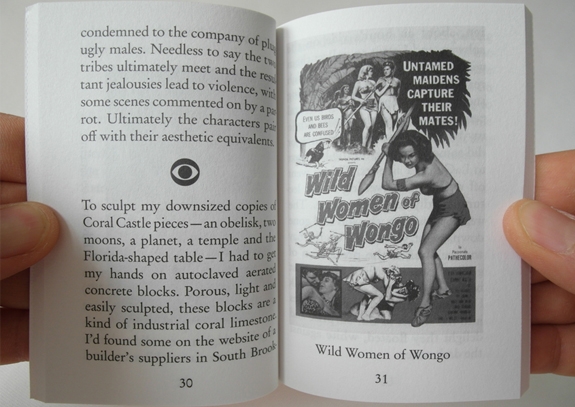 condemned to the company of
ugly males. Needless to say the two
tribes ultimately meet and the
tant jealousies lead to violence, with
some scenes commented on by a par
rot. Ultimately the characters pair
off with their aesthetic equivalents.
To sculpt my downsized copies of
Coral Castle pieces — an obelisk, two
moons, a planet, a temple and the
Florida-shaped table — I had to get
my hands on autoclaved aerated
concrete blocks. Porous, light and
easily sculpted, these blocks are a
kind of industrial coral limestone.
I'd found some on the website of a
builder's suppliers in South Brook
30
UNTAMED
MAIDENS
CAPTURE
THEIR
MATES!
EVEN US BIRDS
AND BEES
ARE CONFUSED!
Wild
Women of
Wongo
PATHECOLOR
Wild Women of Wongo
31